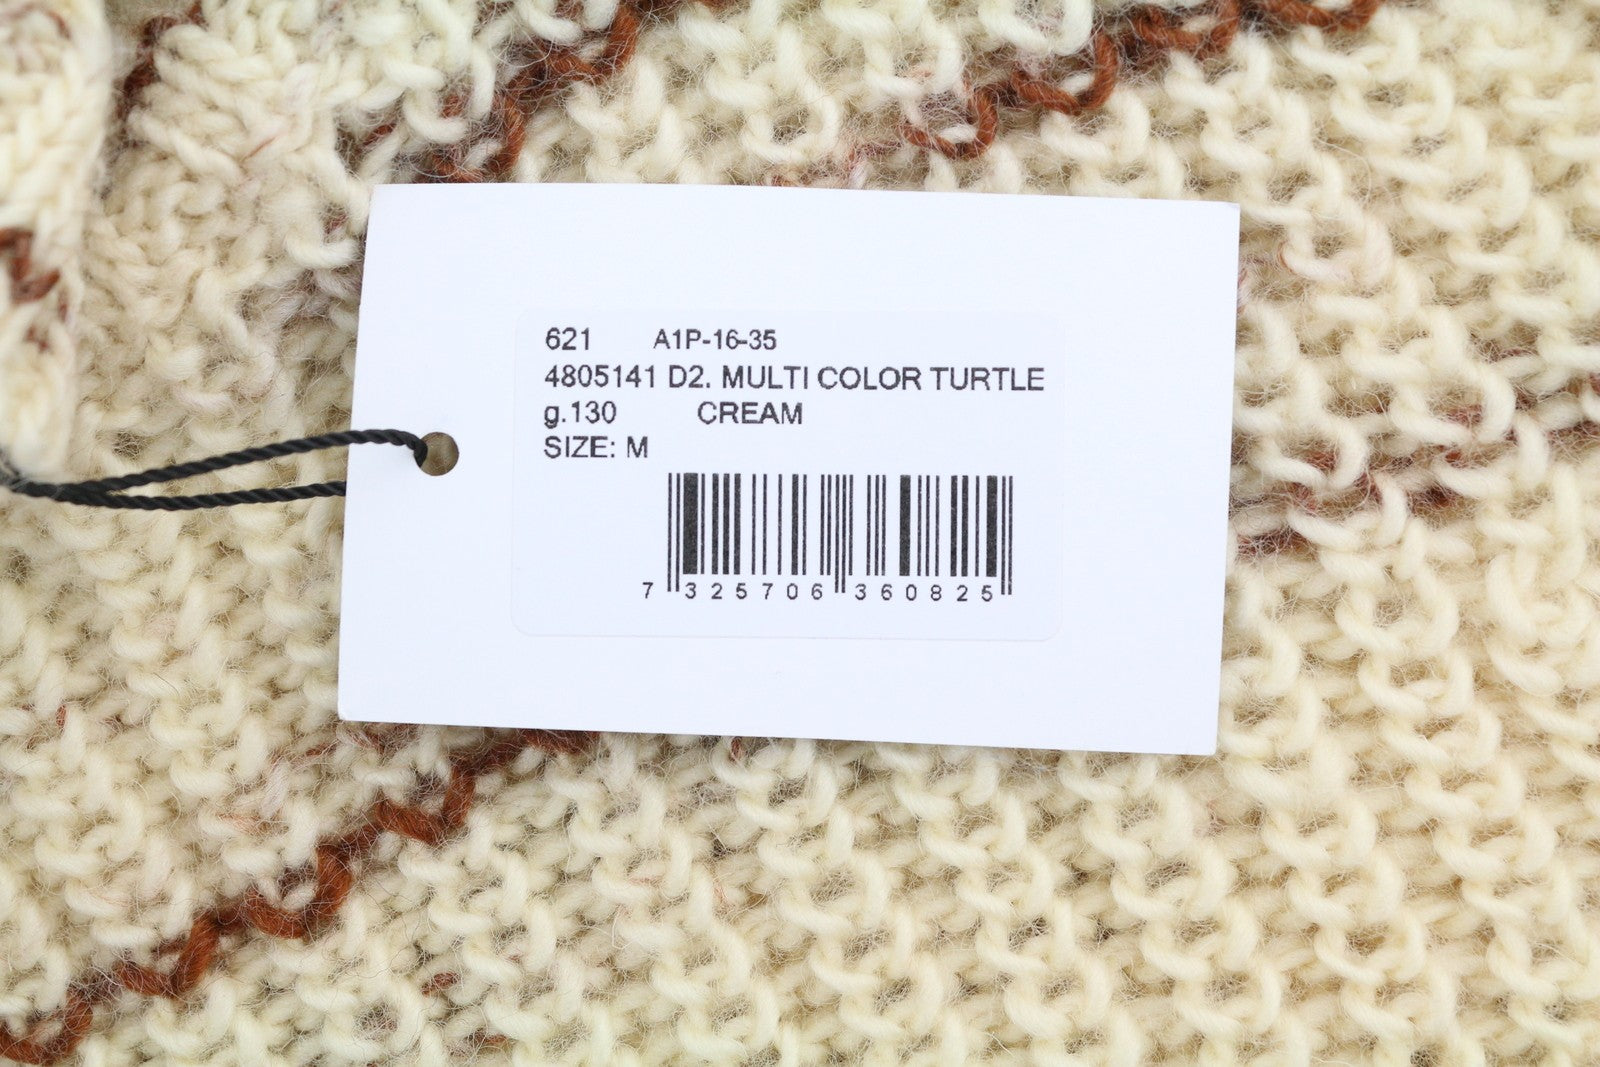 621 A1P-16-35
4805141 D2. MULTI COLOR TURTLE
g.130 CREAM
SIZE: M
7 325706 360825